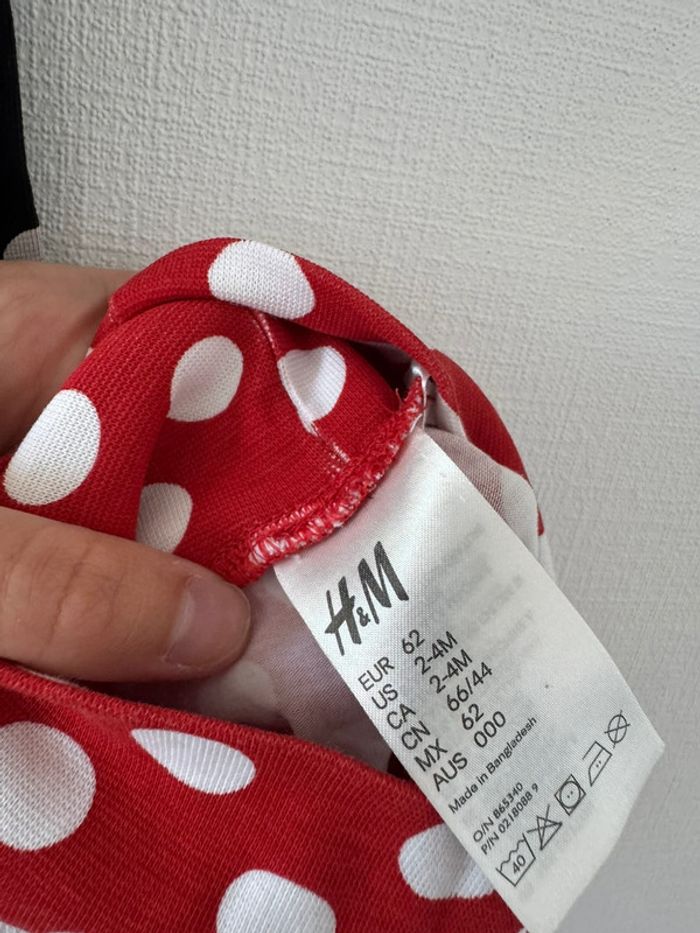 H&M
EUR 62
US 2-4M
CA 2-4M
CN 66/44
MX 62
AUS 000
Made in Bangladesh
O/N 865340
P/N 0218088 9
40